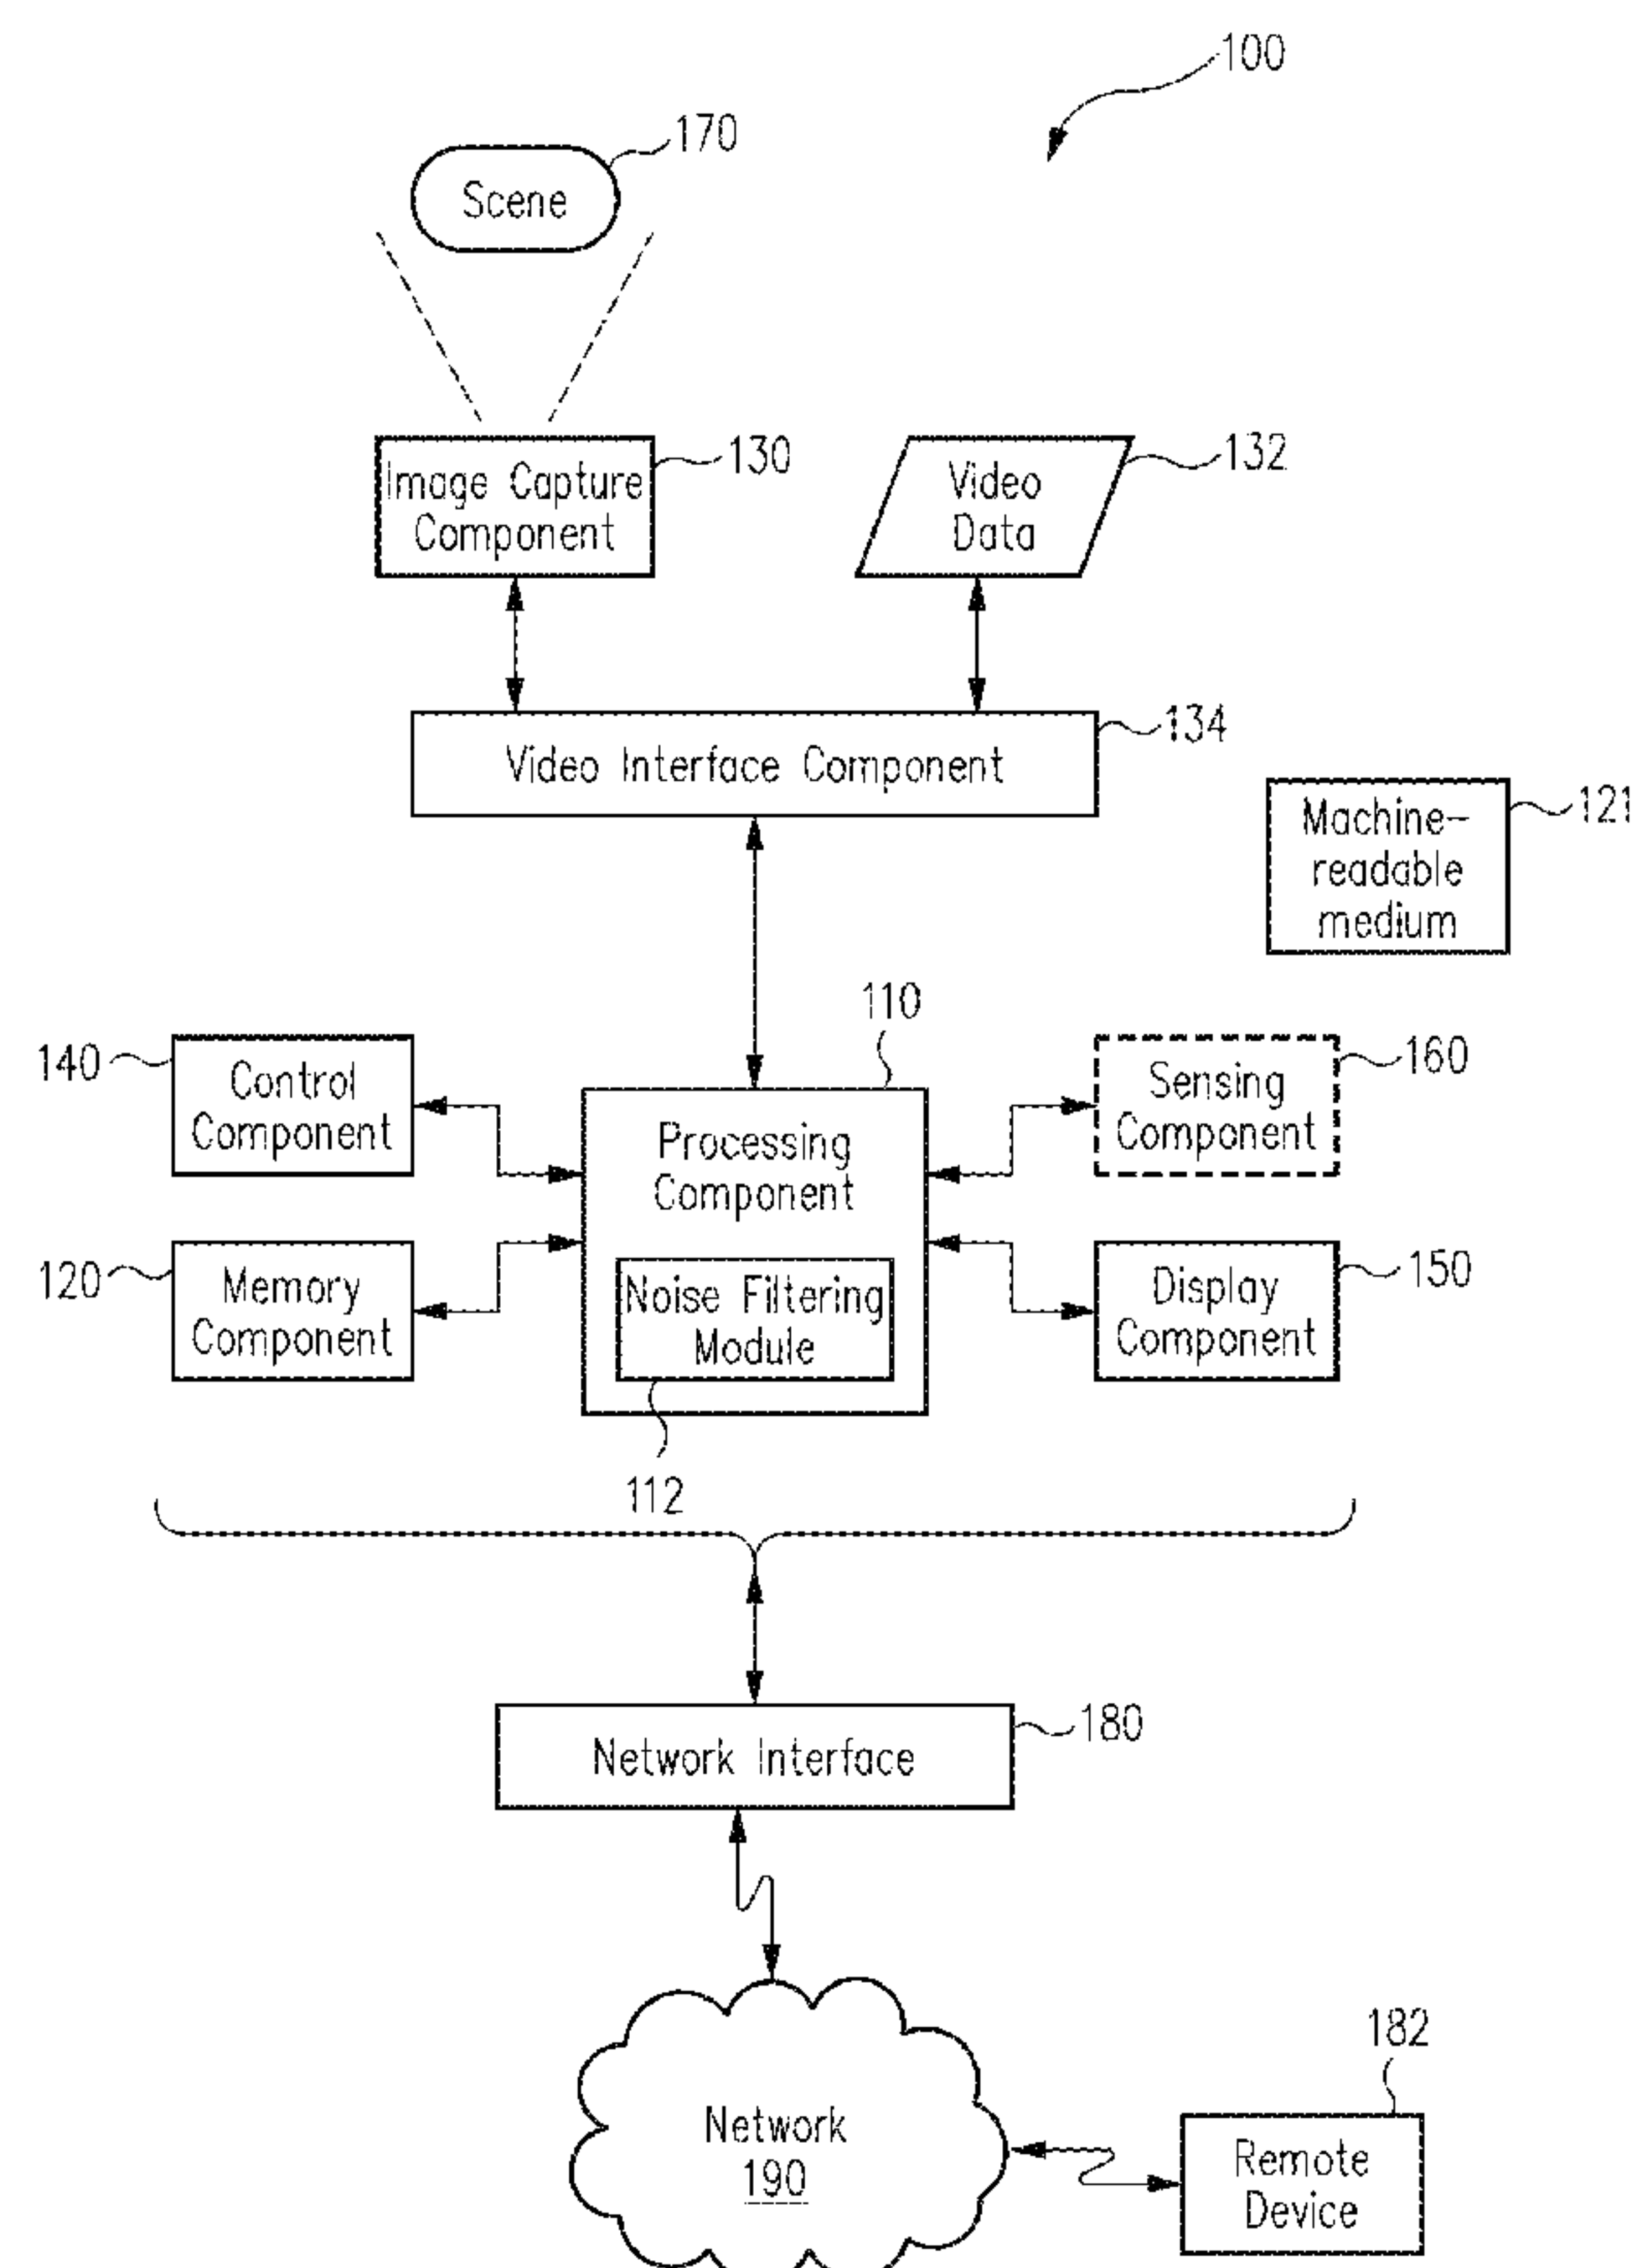 100
170
Scene
130
Image Capture
Component
132
Video
Data
134
Video Interface Component
121
Machine-
readable
medium
110
140
Control
Component
160
Sensing
Component
Processing
Component
120
Memory
Component
Noise Filtering
Module
150
Display
Component
112
180
Network Interface
182
Network
190
Remote
Device